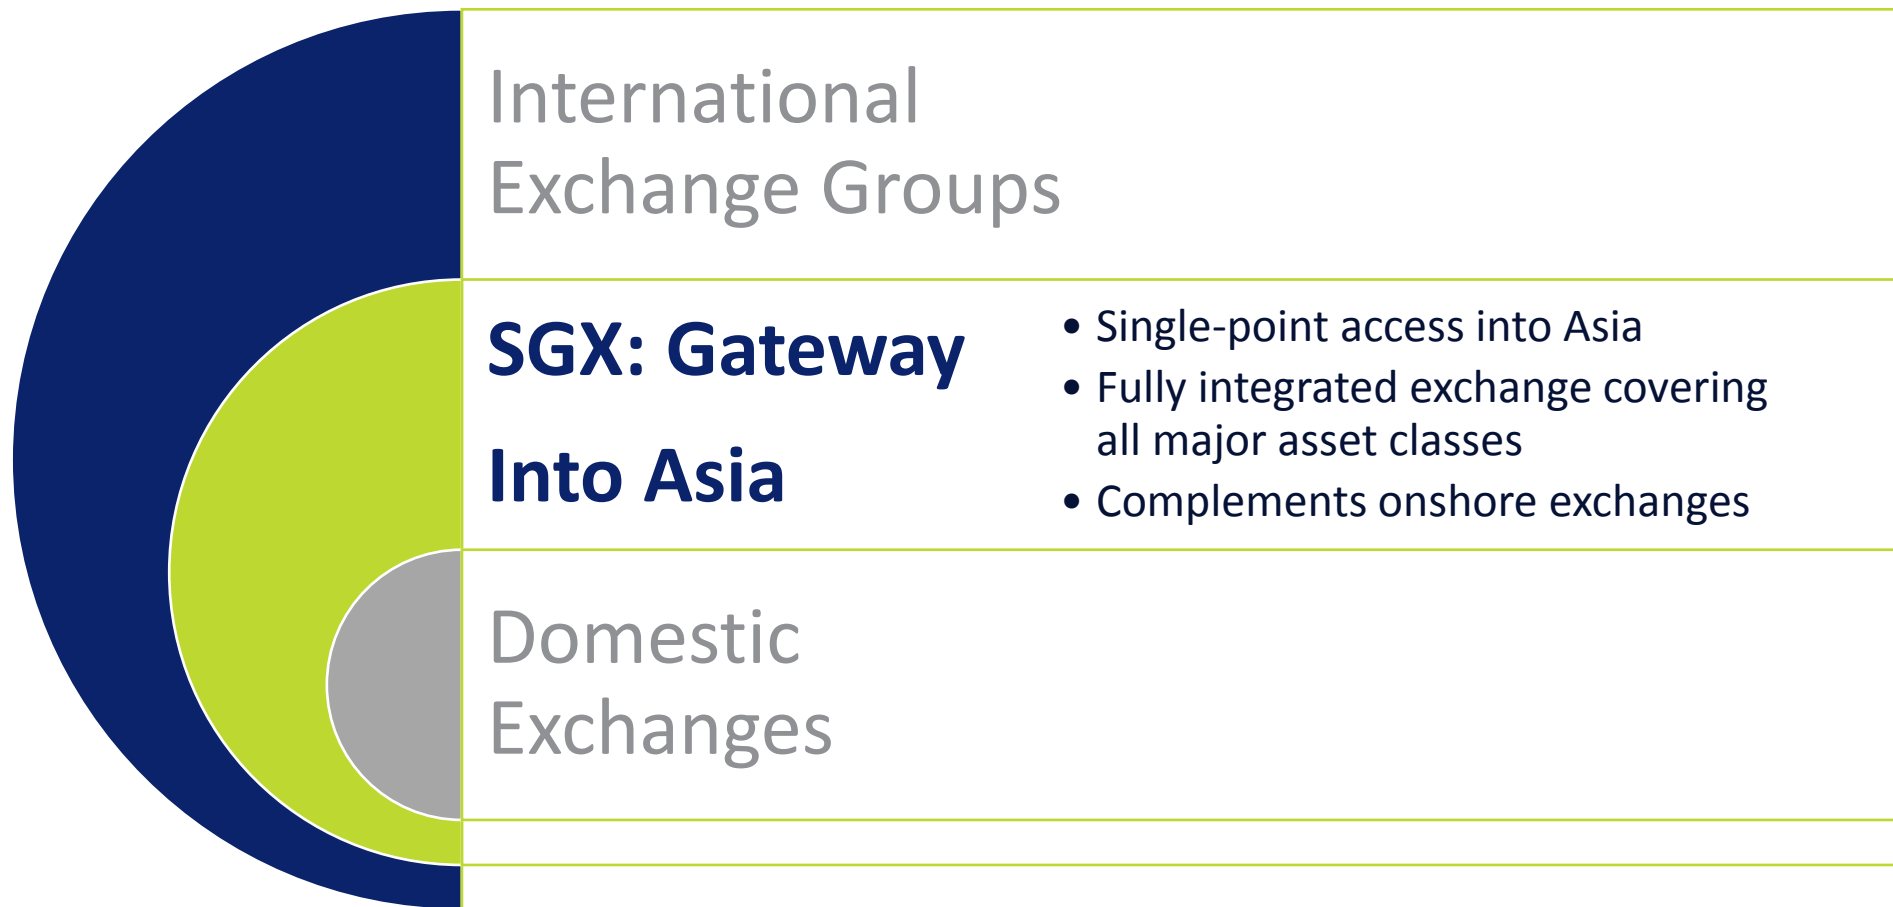 International
Exchange Groups
SGX: Gateway
Into Asia
• Single-point access into Asia
• Fully integrated exchange covering
all major asset classes
• Complements onshore exchanges
Domestic
Exchanges